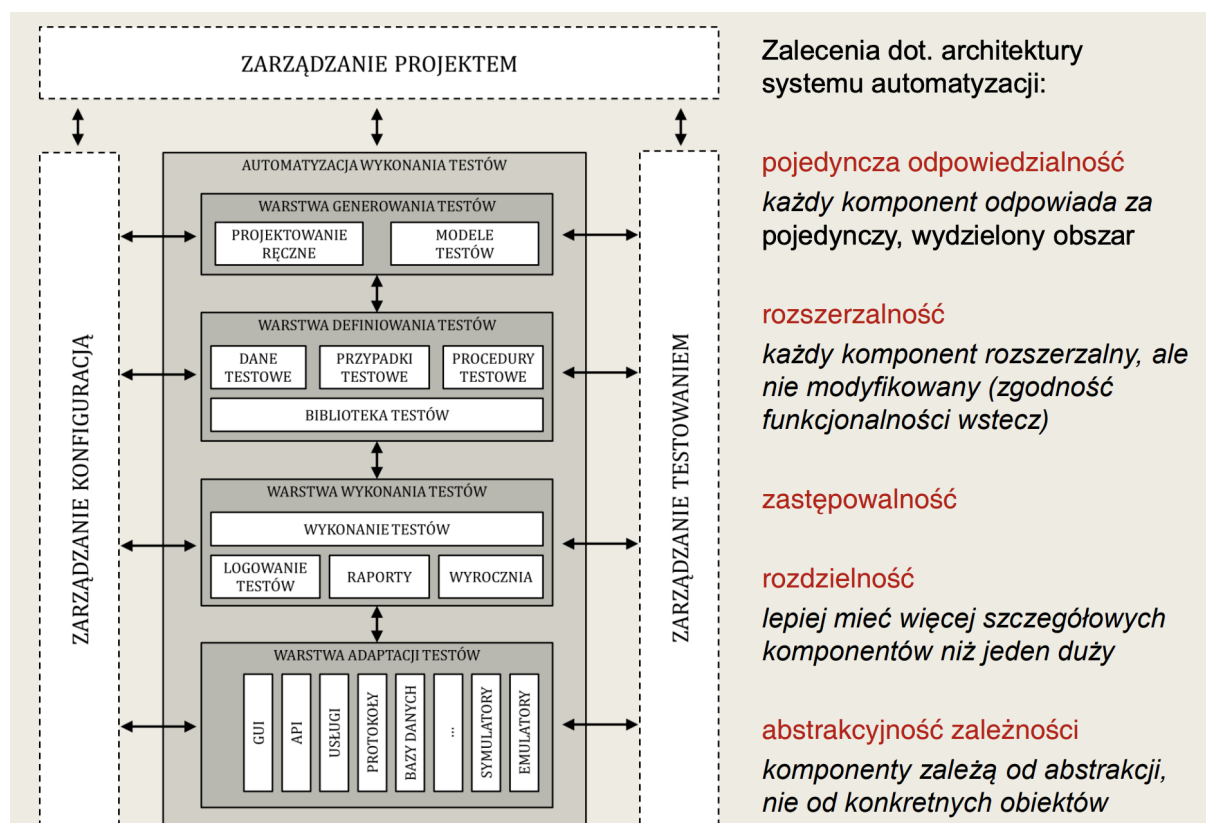 ZARZĄDZANIE PROJEKTEM
ZARZĄDZANIE KONFIGURACJĄ
AUTOMATYZACJA WYKONANIA TESTÓW
WARSTWA GENEROWANIA TESTÓW
PROJEKTOWANIE
RĘCZNE
MODELE
TESTÓW
WARSTWA DEFINIOWANIA TESTÓW
DANE
TESTOWE
PRZYPADKI
TESTOWE
PROCEDURY
TESTOWE
BIBLIOTEKA TESTÓW
WARSTWA WYKONANIA TESTÓW
WYKONANIE TESTÓW
LOGOWANIE
TESTÓW
RAPORTY
WYROCZNIA
WARSTWA ADAPTACJI TESTÓW
GUI
API
USŁUGI
PROTOKOŁY
BAZY DANYCH
...
SYMULATORY
EMULATORY
ZARZĄDZANIE TESTOWANIEM
Zalecenia dot. architektury
systemu automatyzacji:
pojedyncza odpowiedzialność
każdy komponent odpowiada za
pojedynczy, wydzielony obszar
rozszerzalność
każdy komponent rozszerzalny, ale
nie modyfikowany (zgodność
funkcjonalności wstecz)
zastępowalność
rozdzielność
lepiej mieć więcej szczegółowych
komponentów niż jeden duży
abstrakcyjność zależności
komponenty zależą od abstrakcji,
nie od konkretnych obiektów